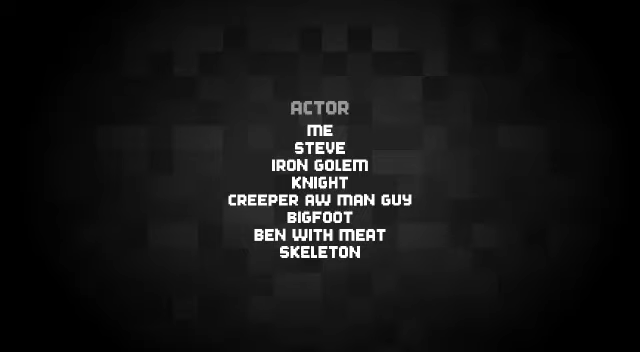 ACTOR
ME
STEVE
IRON GOLEM
KNIGHT
CREEPER AW MAN GUY
BIGFOOT
BEN WITH MEAT
SKELETON